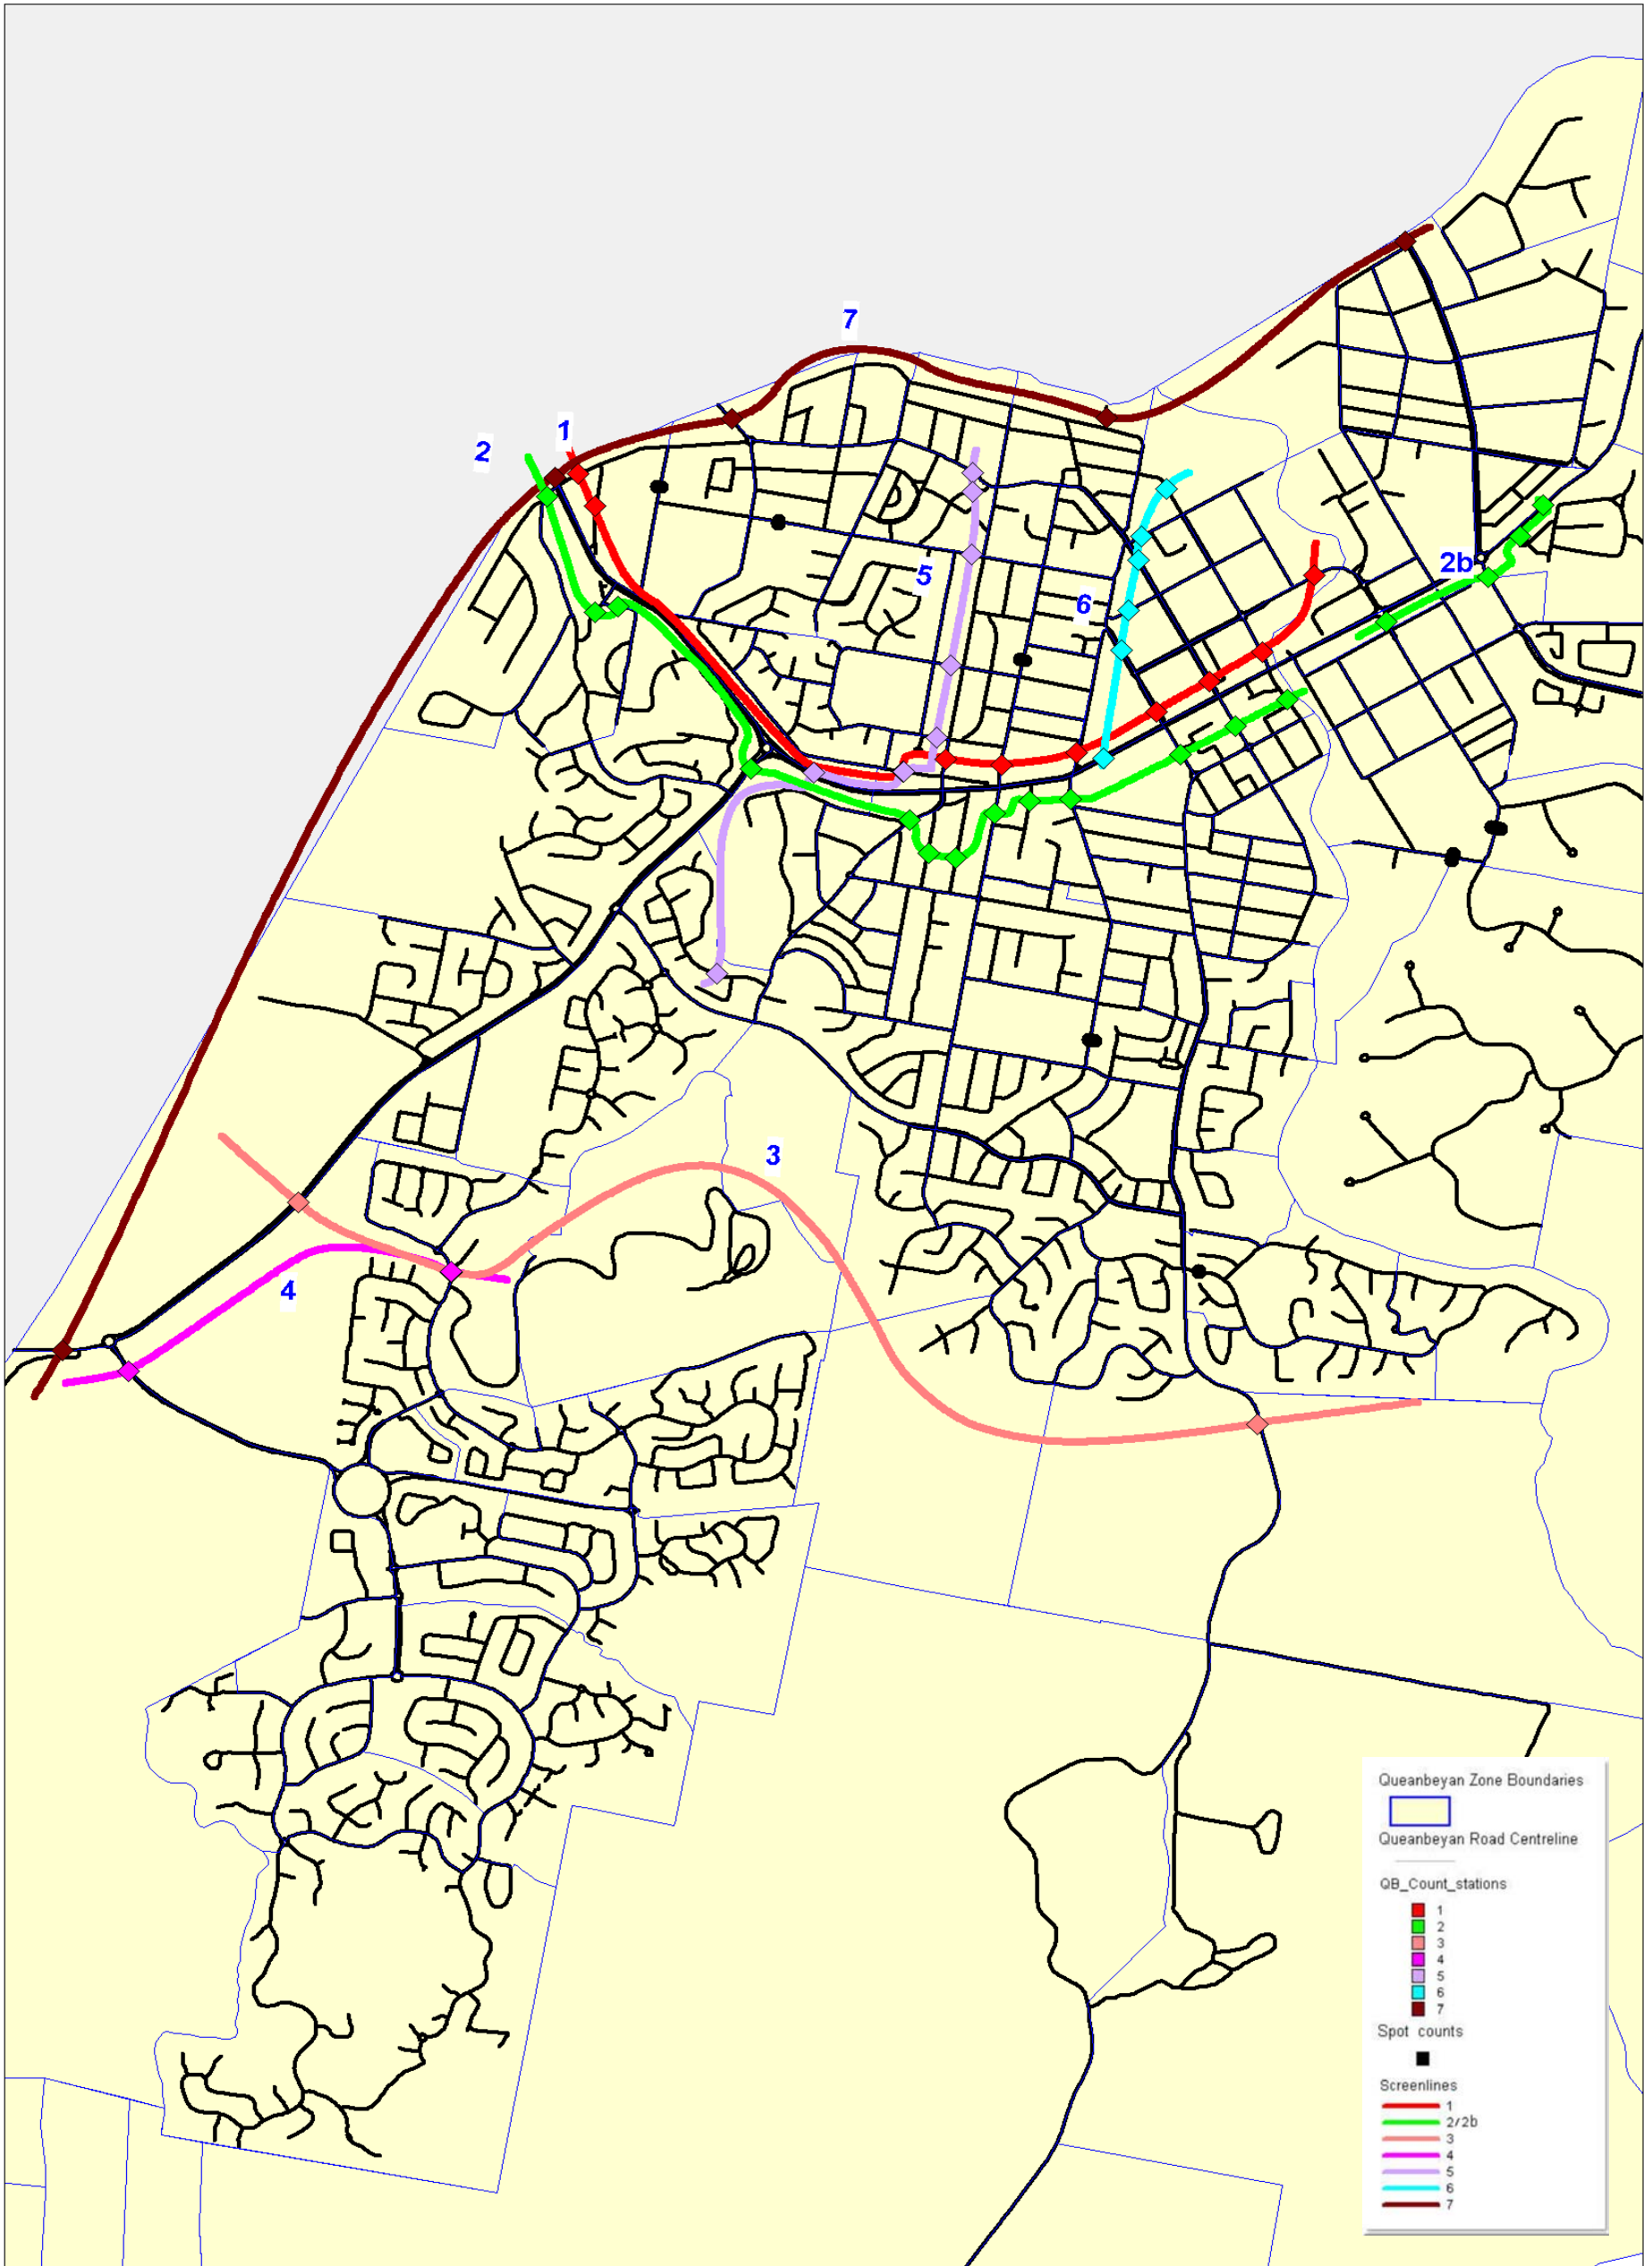 7
1
2
2b
5
6
3
4
Queanbeyan Zone Boundaries
Queanbeyan Road Centreline
QB_Count_stations
1
2
3
4
5
6
7
Spot counts
Screenlines
1
2/2b
3
4
5
6
7